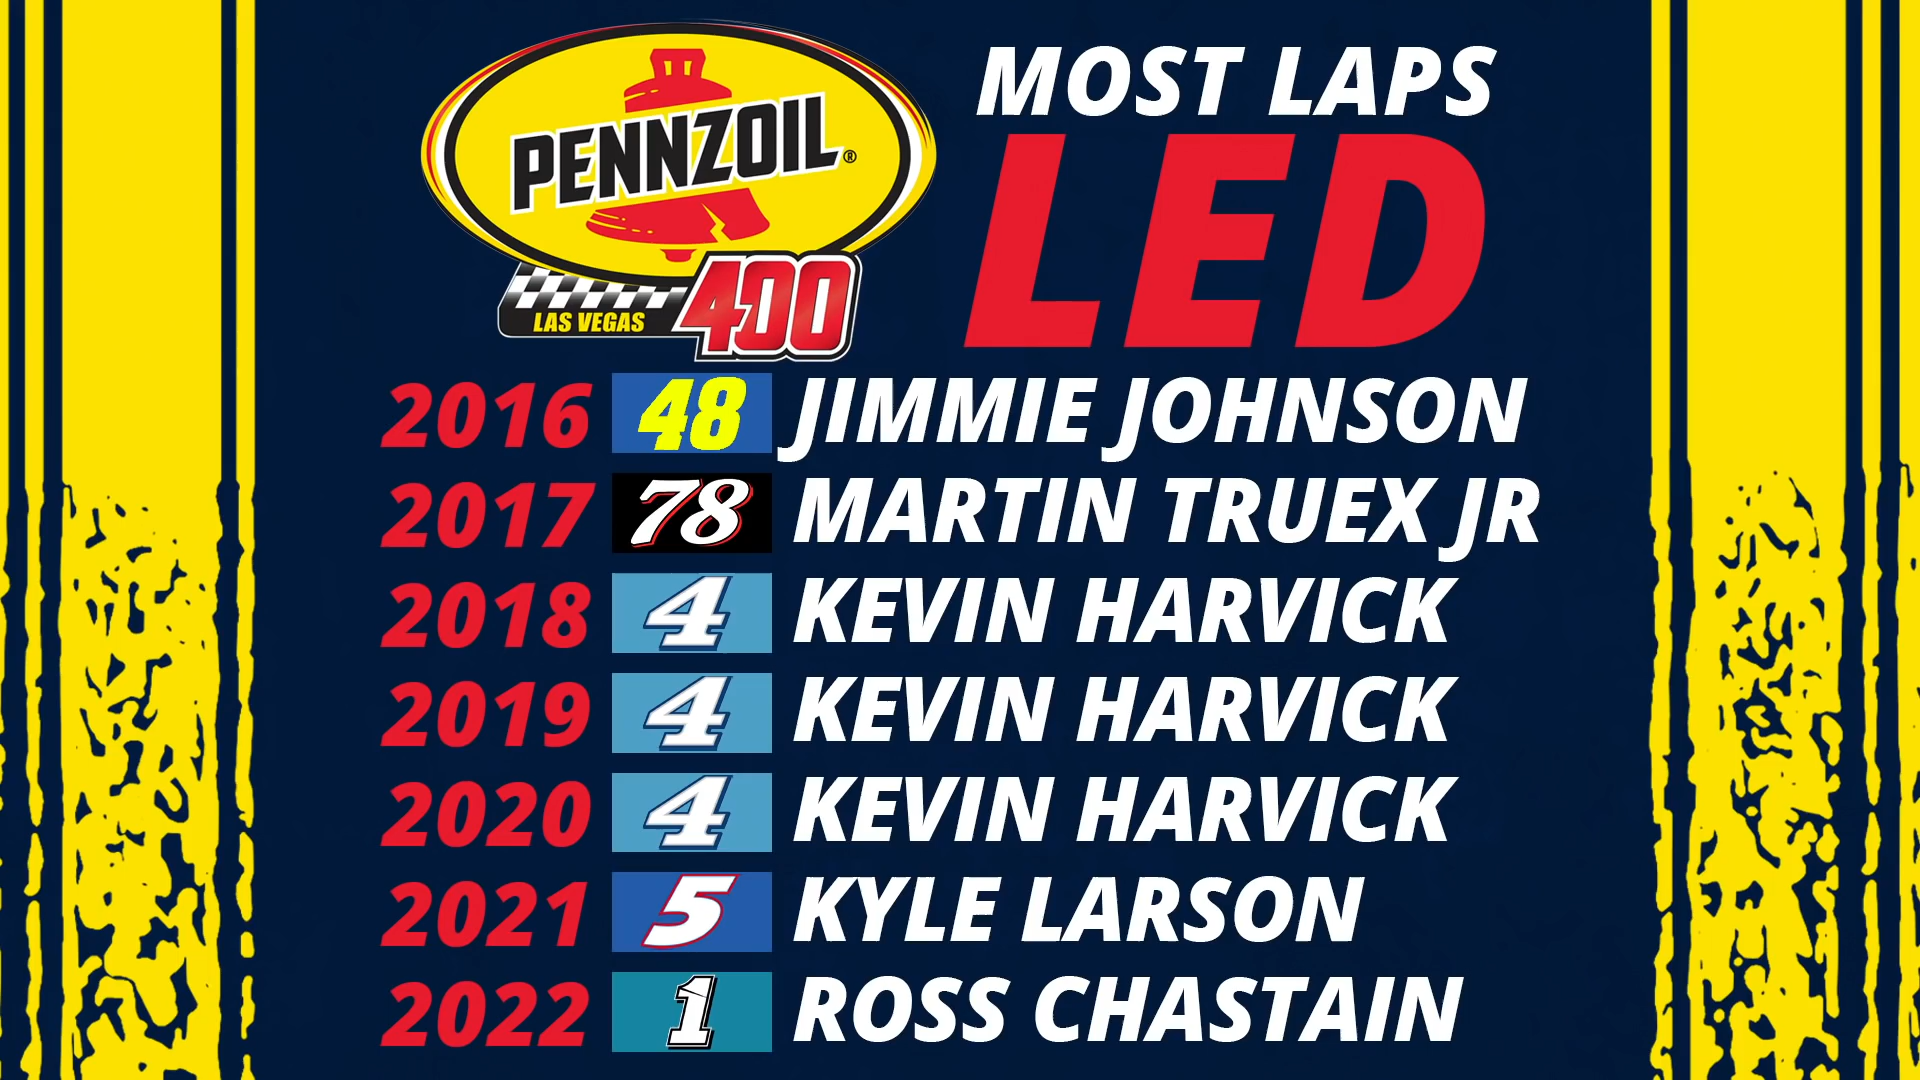 PENNZOIL®
LAS VEGAS 400
MOST LAPS
LED
2016 48 JIMMIE JOHNSON
2017 78 MARTIN TRUEX JR
2018 4 KEVIN HARVICK
2019 4 KEVIN HARVICK
2020 4 KEVIN HARVICK
2021 5 KYLE LARSON
2022 1 ROSS CHASTAIN